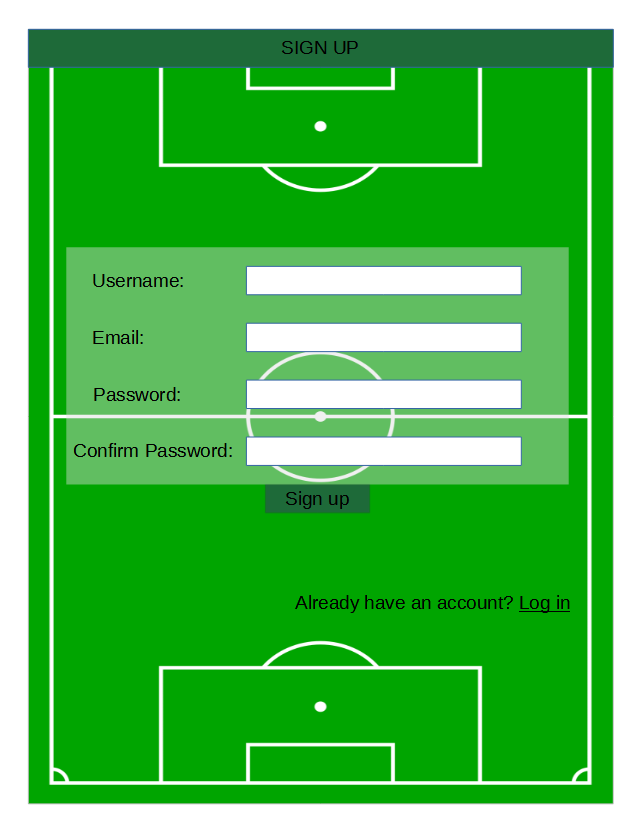 SIGN UP
Username:
Email:
Password:
Confirm Password:
Sign up
Already have an account? Log in